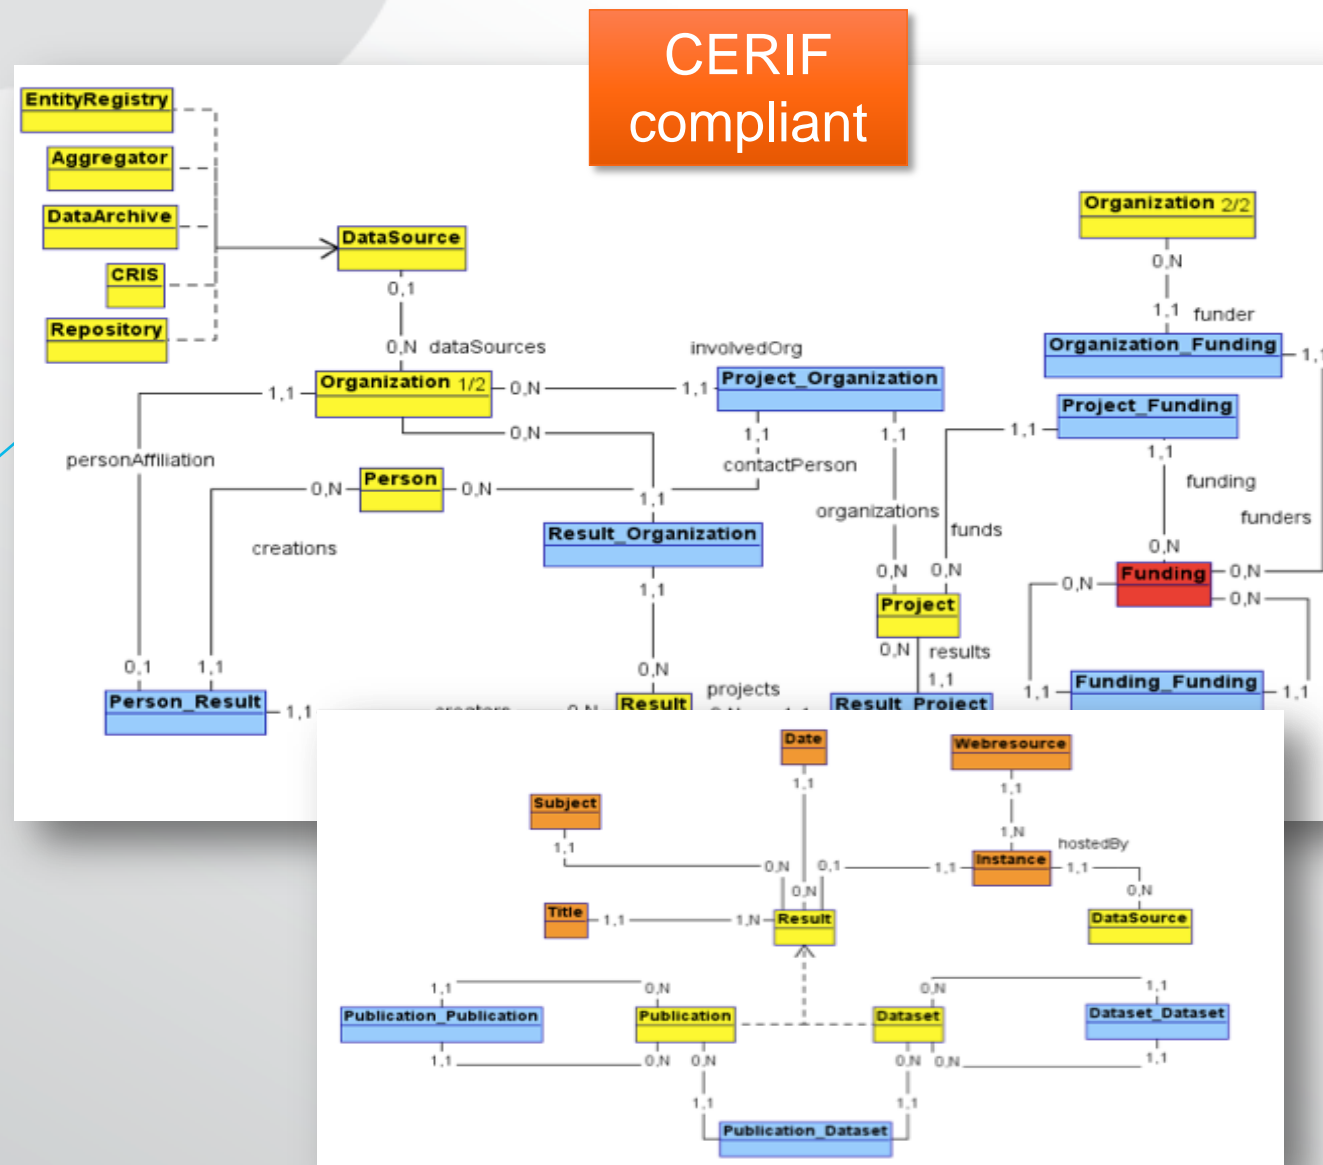 CERIF
compliant
EntityRegistry
Aggregator
DataArchive
CRIS
Repository
DataSource
0,1
0,N dataSources
Organization 1/2
1,1
0,N
1,1
involvedOrg
Project_Organization
Organization 2/2
0,N
1,1 funder
Organization_Funding
1,1
Project_Funding
1,1
1,1
funding
funders
0,N
personAffiliation
0,N
Person
0,N
1,1
contactPerson
1,1
organizations
funds
creations
1,1
Result_Organization
1,1
0,N
0,N
0,N
Project
0,N
results
1,1
Funding
0,N
0,N
0,N
0,1
1,1
Person_Result
1,1
Result
projects
Result_Project
1,1
Funding_Funding
1,1
Date
1,1
Webresource
1,1
1,N
Subject
1,1
0,N
0,1
0,N
1,1
Instance
hostedBy
1,1
0,N
Title
1,1
1,N
Result
DataSource
1,1
0,N
0,N
1,1
Publication_Publication
Publication
Dataset
Dataset_Dataset
1,1
0,N
0,N
0,N
0,N
1,1
1,1
1,1
Publication_Dataset